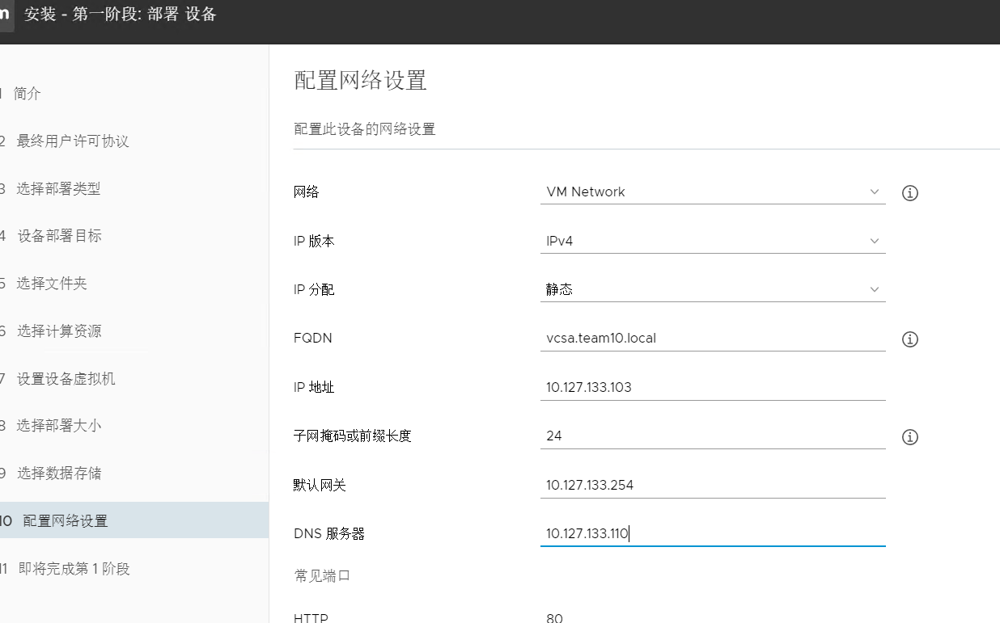 m 安装 - 第一阶段: 部署 设备
1 简介
2 最终用户许可协议
3 选择部署类型
4 设备部署目标
5 选择文件夹
6 选择计算资源
7 设置设备虚拟机
8 选择部署大小
9 选择数据存储
10 配置网络设置
11 即将完成第 1 阶段
配置网络设置
配置此设备的网络设置
网络 VM Network
IP 版本 IPv4
IP 分配 静态
FQDN vcsa.team10.local
IP 地址 10.127.133.103
子网掩码或前缀长度 24
默认网关 10.127.133.254
DNS 服务器 10.127.133.110
常见端口
HTTP 80